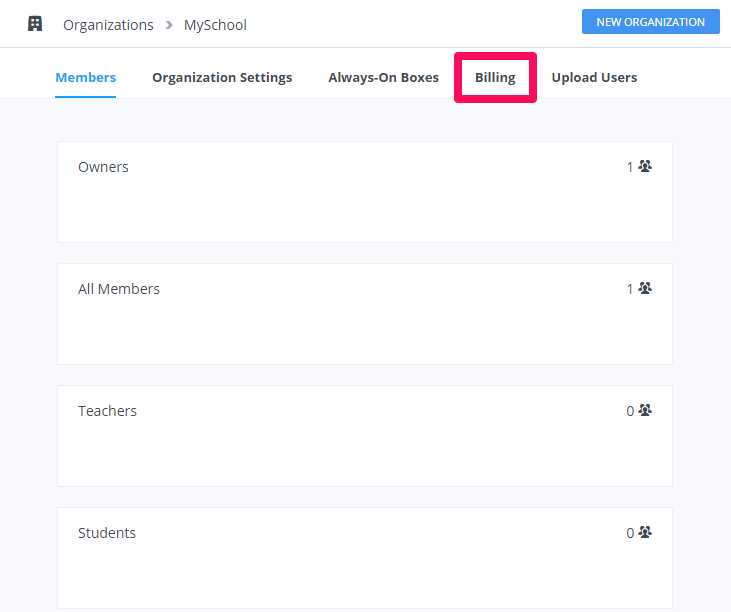 Organizations > MySchool
NEW ORGANIZATION
Members Organization Settings Always-On Boxes Billing Upload Users
Owners 1
All Members 1
Teachers 0
Students 0